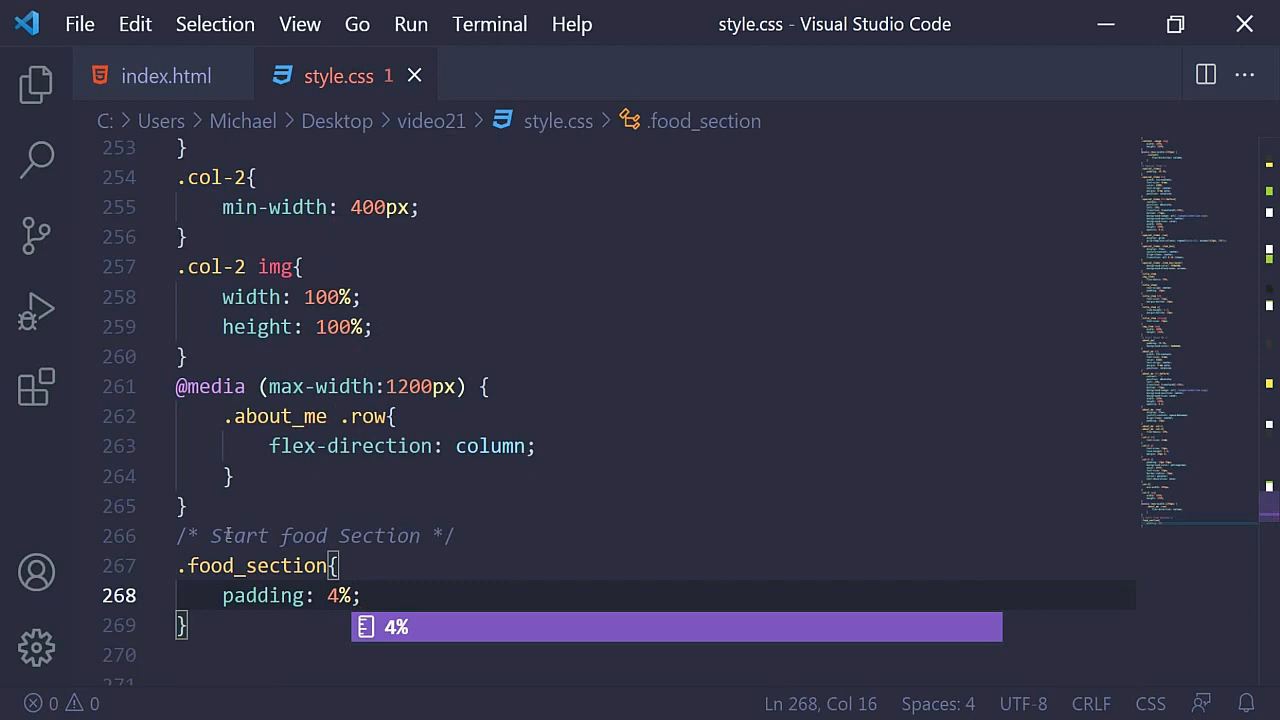 File Edit Selection View Go Run Terminal Help style.css - Visual Studio Code
index.html style.css 1
C: > Users > Michael > Desktop > video21 > style.css > .food_section
253 }
254 .col-2{
255 min-width: 400px;
256 }
257 .col-2 img{
258 width: 100%;
259 height: 100%;
260 }
261 @media (max-width:1200px) {
262 .about_me .row{
263 flex-direction: column;
264 }
265 }
266 /* Start food Section */
267 .food_section{
268 padding: 4%;
269 }
4%
270
271
0 0 Ln 268, Col 16 Spaces: 4 UTF-8 CRLF CSS